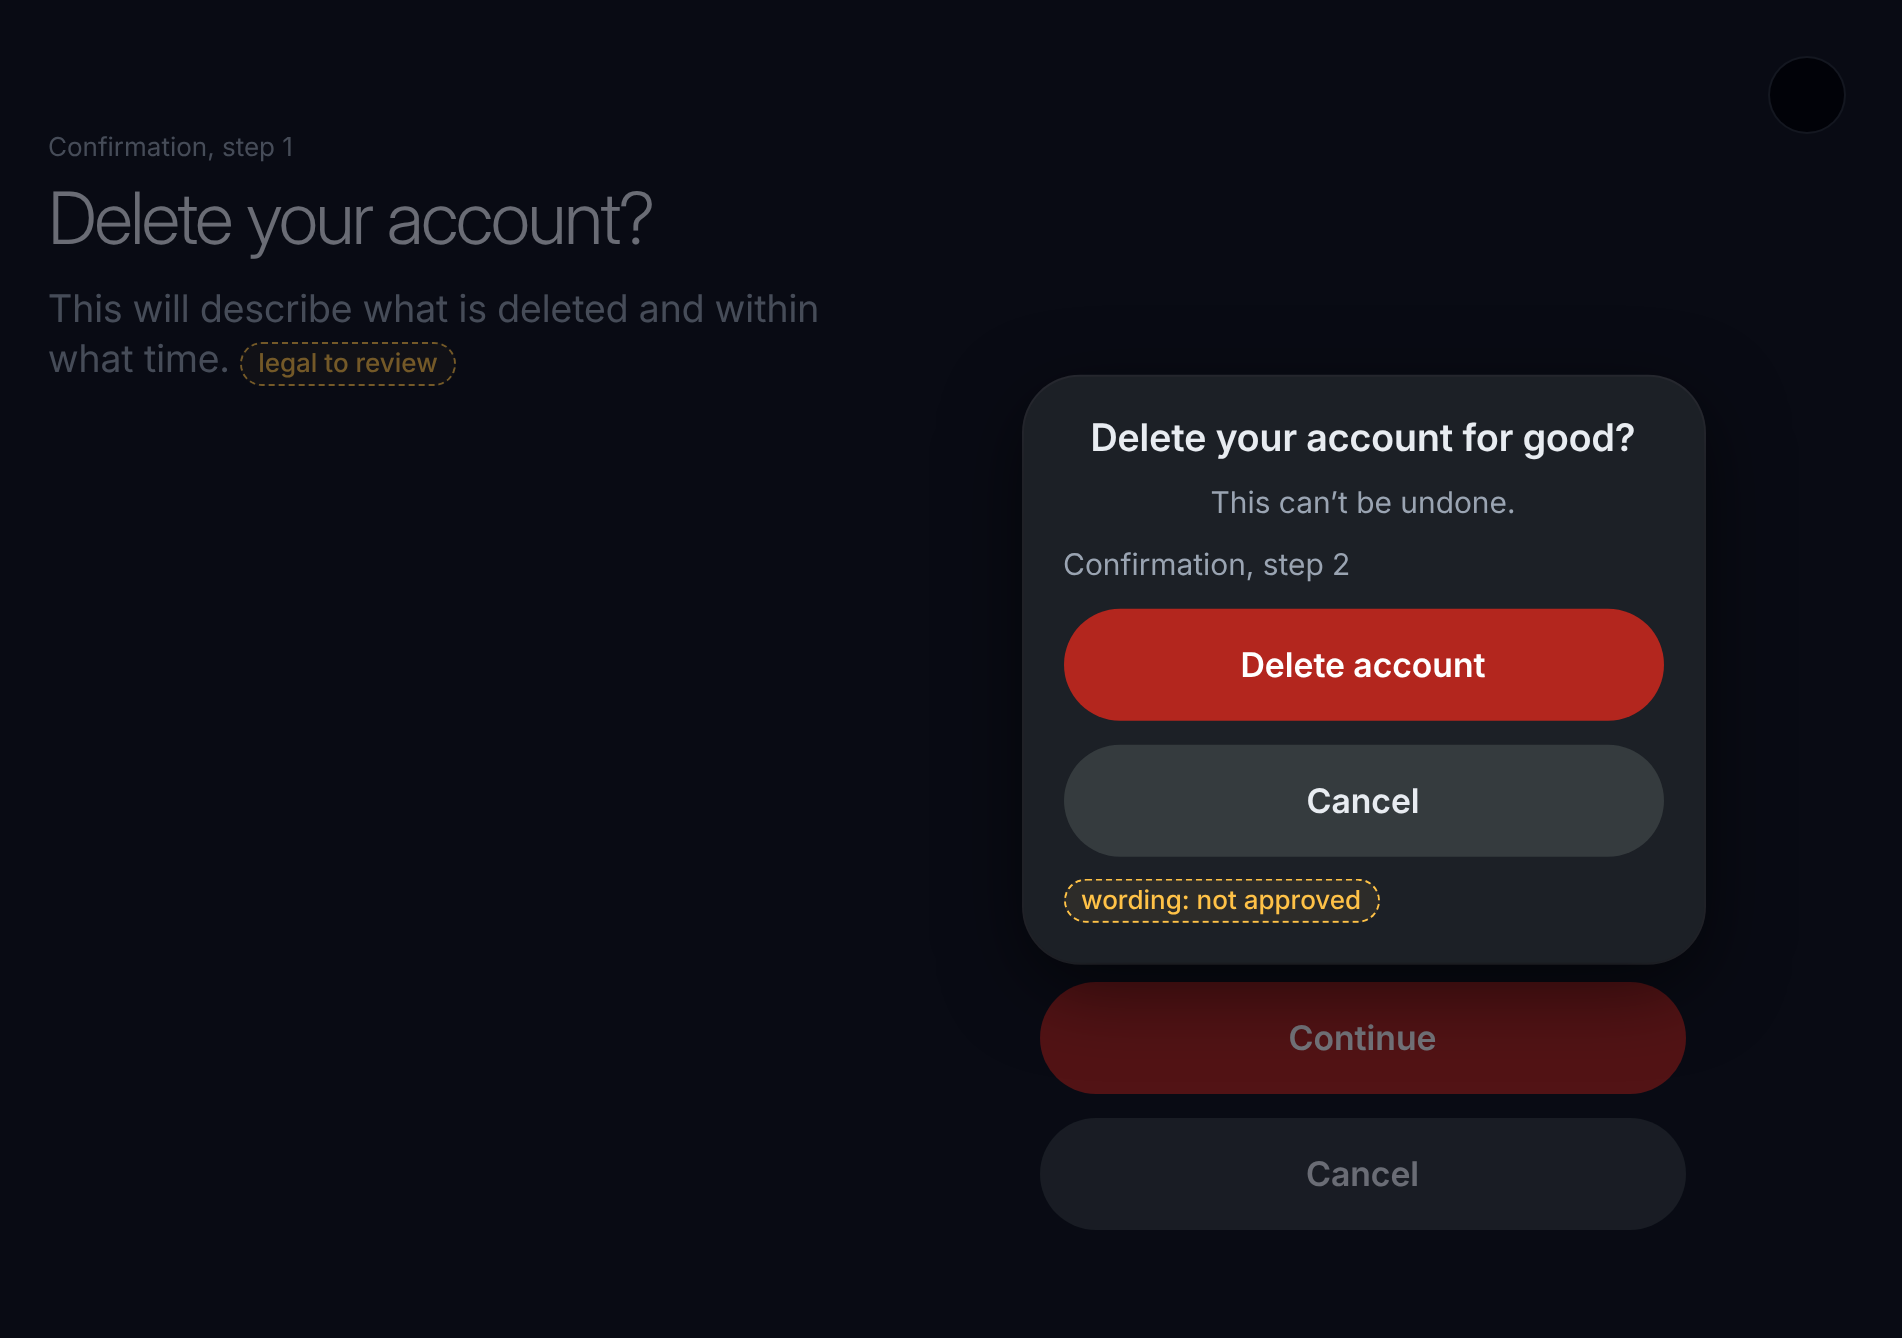 Confirmation, step 1
Delete your account?
This will describe what is deleted and within
what time. legal to review
Delete your account for good?
This can’t be undone.
Confirmation, step 2
Delete account
Cancel
wording: not approved
Continue
Cancel